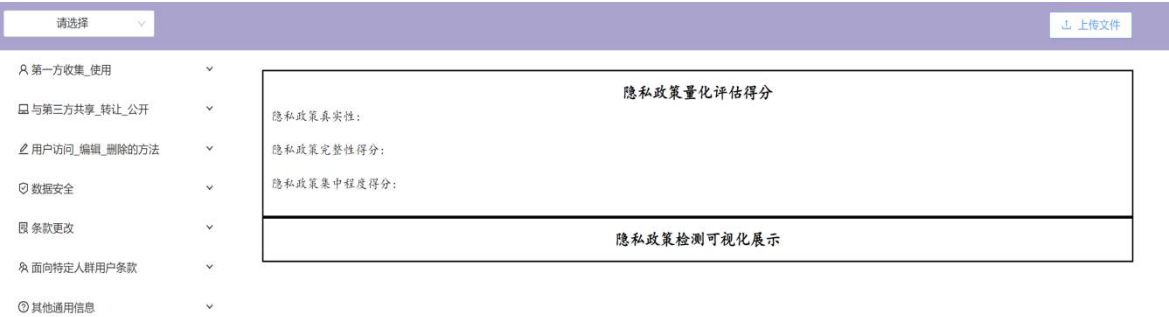 请选择
上传文件
第一方收集_使用
与第三方共享_转让_公开
用户访问_编辑_删除的方法
数据安全
条款更改
面向特定人群用户条款
其他通用信息
隐私政策量化评估得分
隐私政策真实性：
隐私政策完整性得分：
隐私政策集中程度得分：
隐私政策检测可视化展示